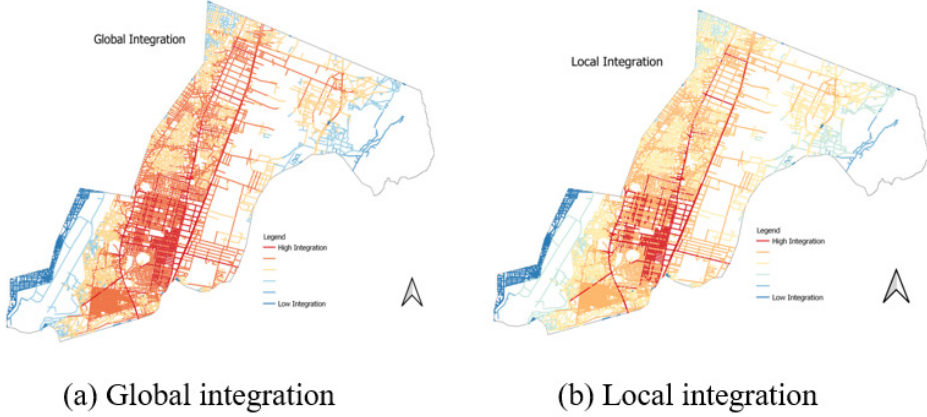 Global Integration
Legend
High Integration
Low Integration
(a) Global integration
Local Integration
Legend
High Integration
Low Integration
(b) Local integration